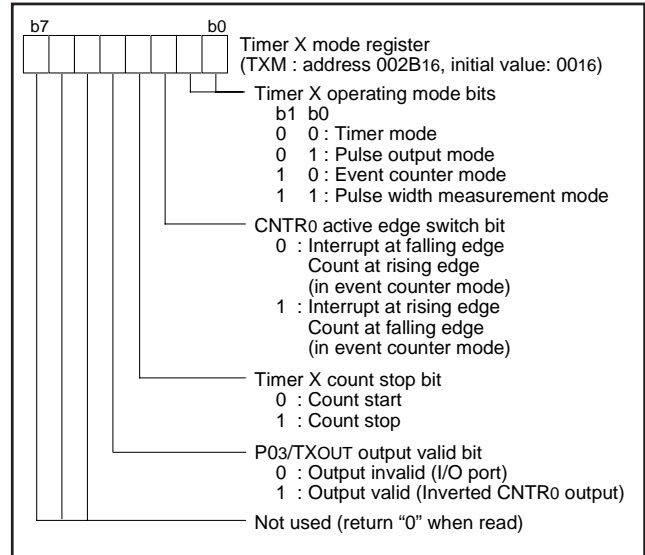 b7 b0
Timer X mode register
(TXM : address 002B16, initial value: 0016)
Timer X operating mode bits
b1 b0
0 0 : Timer mode
0 1 : Pulse output mode
1 0 : Event counter mode
1 1 : Pulse width measurement mode
CNTR0 active edge switch bit
0 : Interrupt at falling edge
Count at rising edge
(in event counter mode)
1 : Interrupt at rising edge
Count at falling edge
(in event counter mode)
Timer X count stop bit
0 : Count start
1 : Count stop
P03/TXOUT output valid bit
0 : Output invalid (I/O port)
1 : Output valid (Inverted CNTR0 output)
Not used (return “0” when read)